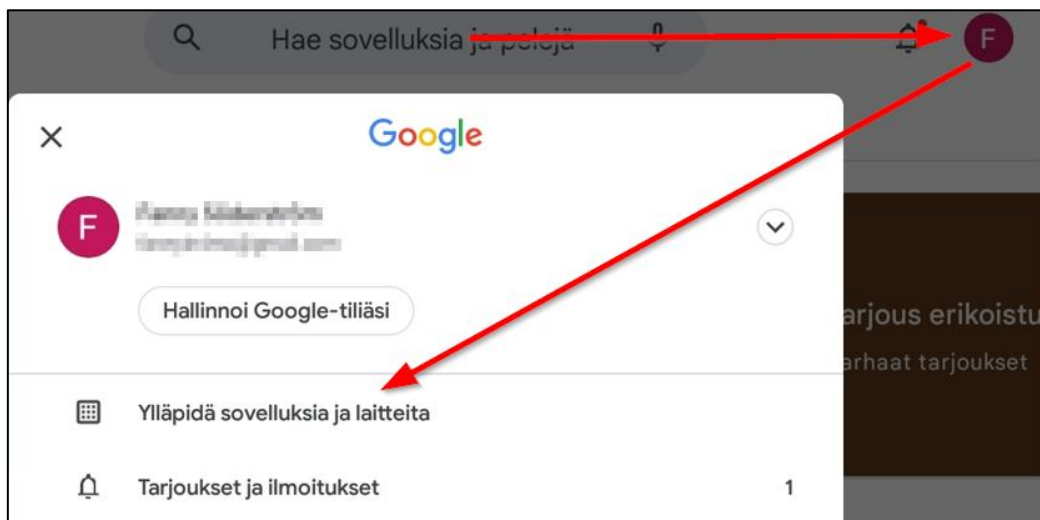 Hae sovelluksia ja pelejä
F
Google
F
Hallinnoi Google-tiliäsi
arjous erikoistu
arhaat tarjoukset
Ylläpidä sovelluksia ja laitteita
Tarjoukset ja ilmoitukset 1